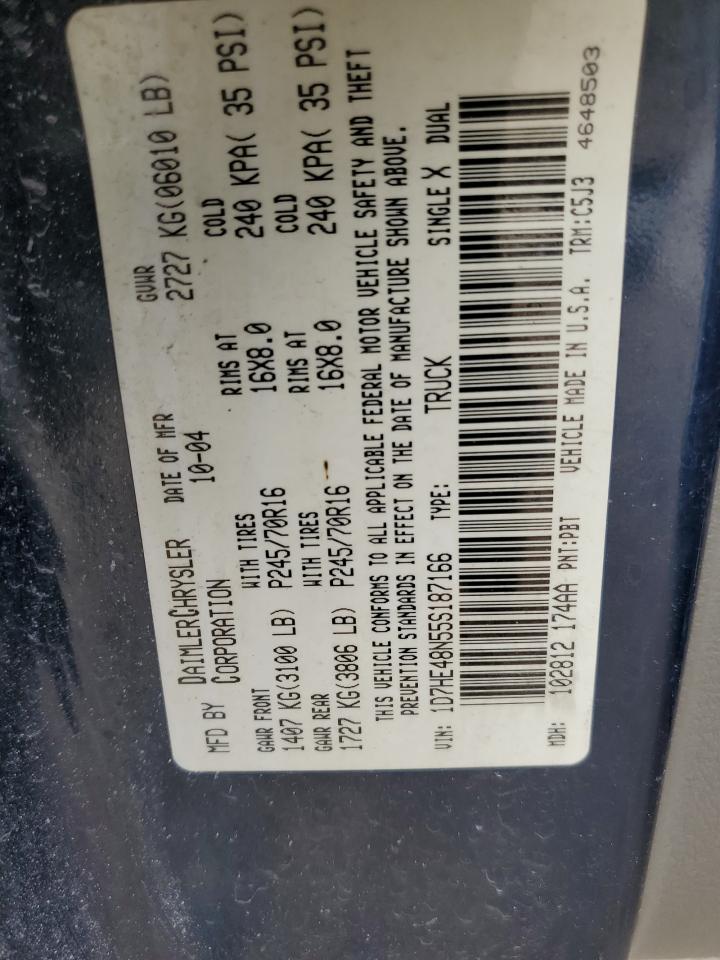 MFD BY DAIMLERCHRYSLER DATE OF MFR GVWR
CORPORATION 10-04 2727 KG(06010 LB)
GAWR FRONT WITH TIRES RIMS AT COLD
1407 KG(3100 LB) P245/70R16 16X8.0 240 KPA( 35 PSI)
GAWR REAR WITH TIRES RIMS AT COLD
1727 KG(3806 LB) P245/70R16 16X8.0 240 KPA( 35 PSI)
THIS VEHICLE CONFORMS TO ALL APPLICABLE FEDERAL MOTOR VEHICLE SAFETY AND THEFT
PREVENTION STANDARDS IN EFFECT ON THE DATE OF MANUFACTURE SHOWN ABOVE.
VIN: 1D7HE48N55S187166 TYPE: TRUCK SINGLE X DUAL
MDH: 102812 174AA PNT:PBT VEHICLE MADE IN U.S.A. TRM:C5J3 4648503